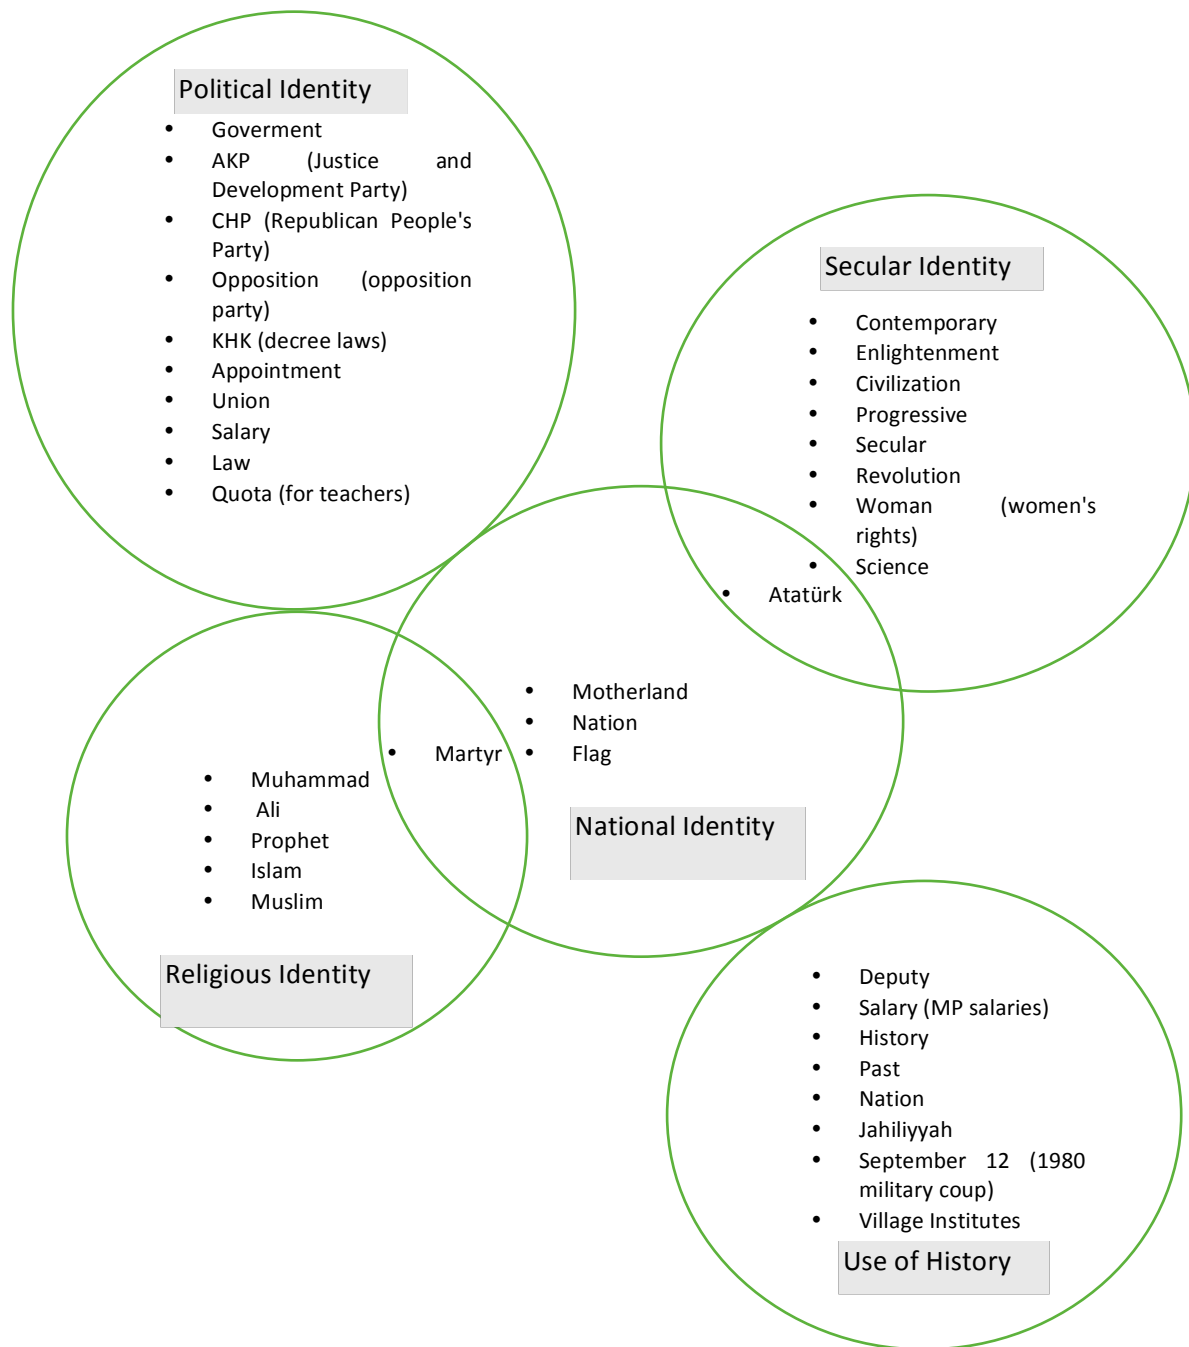 Political Identity
• Goverment
• AKP (Justice and
Development Party)
• CHP (Republican People's
Party)
• Opposition (opposition
party)
• KHK (decree laws)
• Appointment
• Union
• Salary
• Law
• Quota (for teachers)
Secular Identity
• Contemporary
• Enlightenment
• Civilization
• Progressive
• Secular
• Revolution
• Woman (women's
rights)
• Science
• Atatürk
• Motherland
• Nation
• Flag
• Martyr
National Identity
• Muhammad
• Ali
• Prophet
• Islam
• Muslim
Religious Identity
• Deputy
• Salary (MP salaries)
• History
• Past
• Nation
• Jahiliyyah
• September 12 (1980
military coup)
• Village Institutes
Use of History